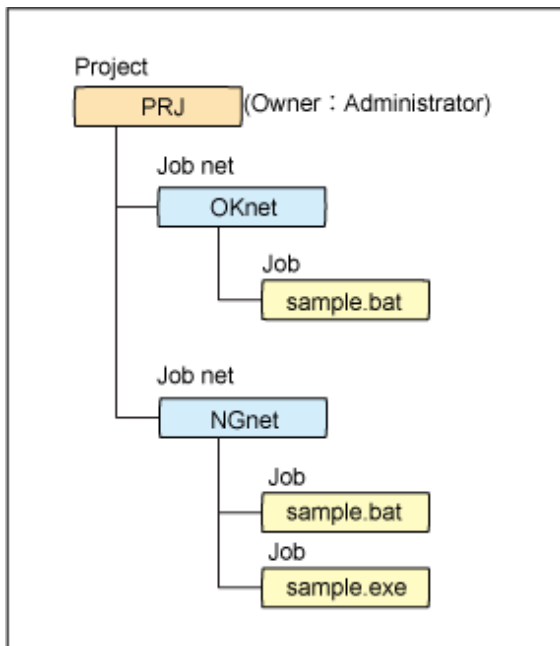 Project
PRJ (Owner：Administrator)
Job net
OKnet
Job
sample.bat
Job net
NGnet
Job
sample.bat
Job
sample.exe